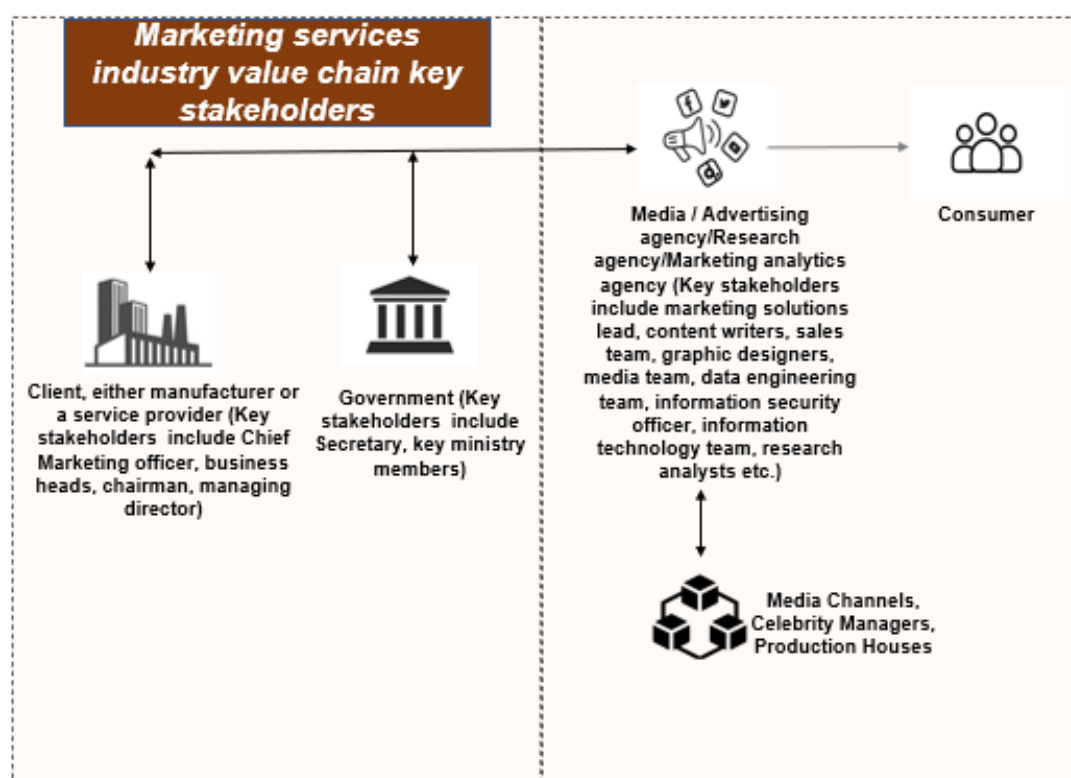 Marketing services
industry value chain key
stakeholders
Client, either manufacturer or
a service provider (Key
stakeholders  include Chief
Marketing officer, business
heads, chairman, managing
director)
Government (Key
stakeholders  include
Secretary, key ministry
members)
Media / Advertising
agency/Research
agency/Marketing analytics
agency (Key stakeholders
include marketing solutions
lead, content writers, sales
team, graphic designers,
media team, data engineering
team, information security
officer, information
technology team, research
analysts etc.)
Consumer
Media Channels,
Celebrity Managers,
Production Houses